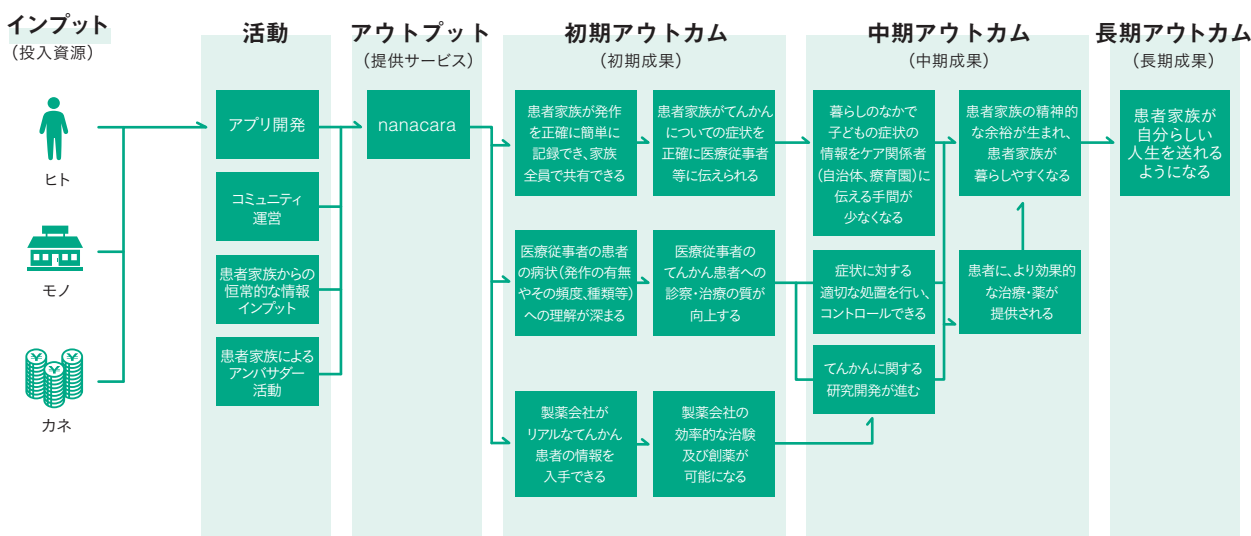 インプット
(投入資源)
ヒト
モノ
カネ
活動
アプリ開発
コミュニティ
運営
患者家族からの
恒常的な情報
インプット
患者家族による
アンバサダー
活動
アウトプット
(提供サービス)
nanacara
初期アウトカム
(初期成果)
患者家族が発作
を正確に簡単に
記録でき、家族
全員で共有できる
患者家族がてんかん
についての症状を
正確に医療従事者
等に伝えられる
医療従事者の患者
の病状(発作の有無
やその頻度、種類等)
への理解が深まる
医療従事者の
てんかん患者への
診察・治療の質が
向上する
製薬会社が
リアルなてんかん
患者の情報を
入手できる
製薬会社の
効率的な治験
及び創薬が
可能になる
中期アウトカム
(中期成果)
暮らしのなかで
子どもの症状の
情報をケア関係者
(自治体、療育園)に
伝える手間が
少なくなる
患者家族の精神的
な余裕が生まれ、
患者家族が
暮らしやすくなる
症状に対する
適切な処置を行い、
コントロールできる
患者に、より効果的
な治療・薬が
提供される
てんかんに関する
研究開発が進む
長期アウトカム
(長期成果)
患者家族が
自分らしい
人生を送れる
ようになる